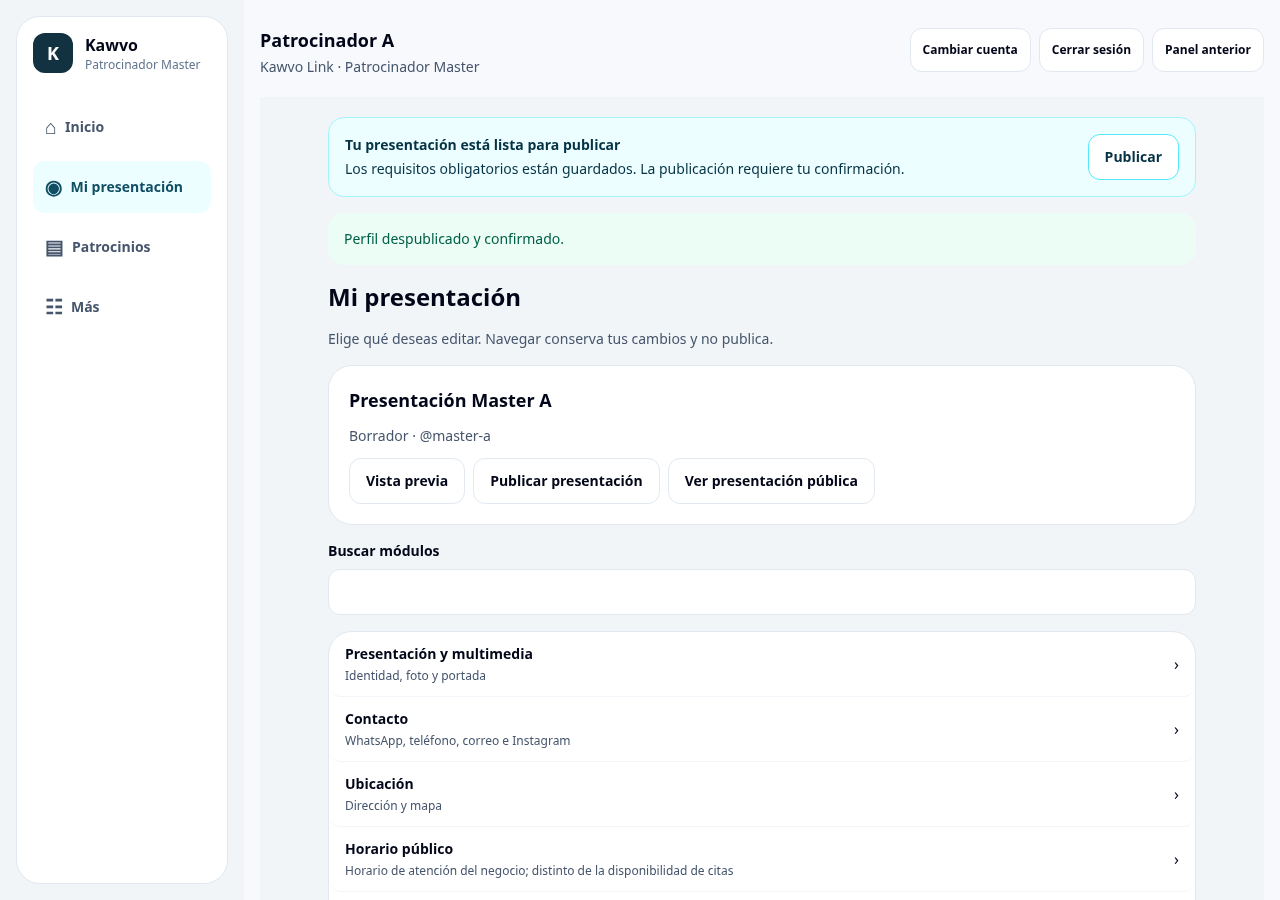 K
Kawvo
Patrocinador Master
Inicio
Mi presentación
Patrocinios
Más
Patrocinador A
Kawvo Link · Patrocinador Master
Cambiar cuenta
Cerrar sesión
Panel anterior
Tu presentación está lista para publicar
Los requisitos obligatorios están guardados. La publicación requiere tu confirmación.
Publicar
Perfil despublicado y confirmado.
Mi presentación
Elige qué deseas editar. Navegar conserva tus cambios y no publica.
Presentación Master A
Borrador · @master-a
Vista previa
Publicar presentación
Ver presentación pública
Buscar módulos
Presentación y multimedia
Identidad, foto y portada
›
Contacto
WhatsApp, teléfono, correo e Instagram
›
Ubicación
Dirección y mapa
›
Horario público
Horario de atención del negocio; distinto de la disponibilidad de citas
›